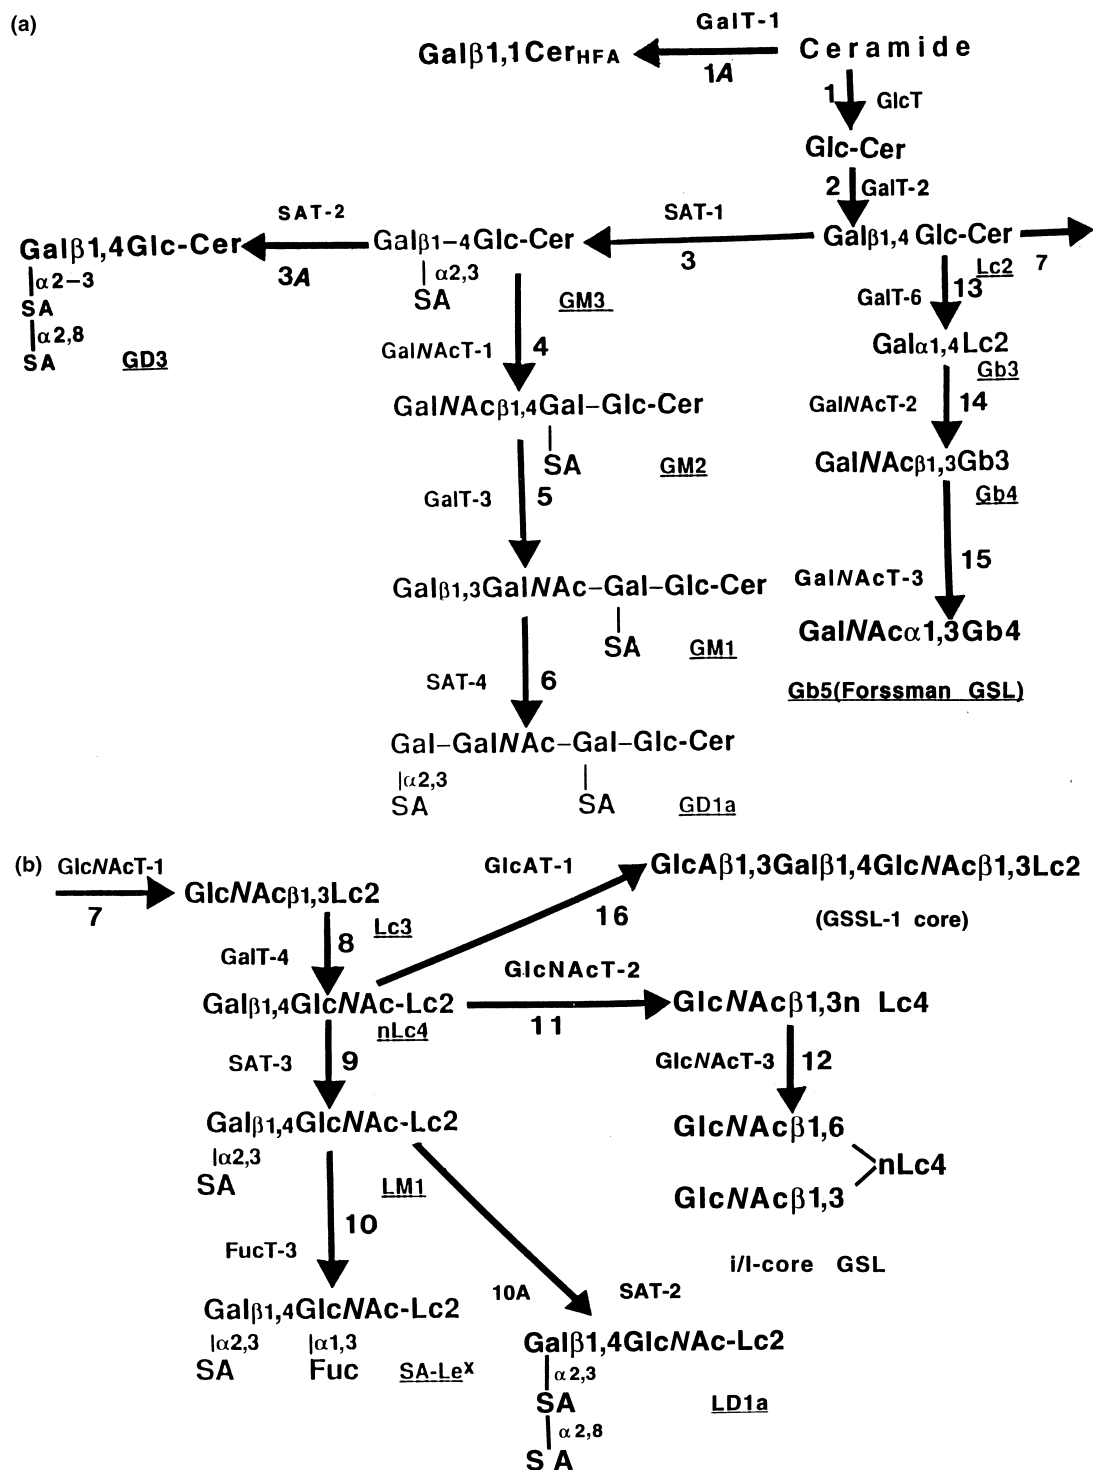 (a)
GalT-1
Galβ1,1CerHFA
Ceramide
1A
1
GlcT
Glc-Cer
2
GalT-2
SAT-2
SAT-1
Galβ1,4Glc-Cer
Galβ1–4Glc-Cer
Galβ1,4 Glc-Cer
3A
3
7
α2–3
α2,3
Lc2
SA
SA
GM3
GalT-6
13
α2,8
SA
GD3
GalNAcT-1
4
Galα1,4Lc2
Gb3
GalNAcβ1,4Gal–Glc-Cer
GalNAcT-2
14
SA
GM2
GalNAcβ1,3Gb3
GalT-3
5
Gb4
15
GalNAcT-3
Galβ1,3GalNAc–Gal–Glc-Cer
SA
GM1
GalNAcα1,3Gb4
SAT-4
6
Gb5(Forssman GSL)
Gal–GalNAc–Gal–Glc-Cer
α2,3
SA
SA
GD1a
(b)
GlcNAcT-1
GlcAT-1
GlcAβ1,3Galβ1,4GlcNAcβ1,3Lc2
7
GlcNAcβ1,3Lc2
16
(GSSL-1 core)
Lc3
GalT-4
8
GlcNAcT-2
Galβ1,4GlcNAc-Lc2
GlcNAcβ1,3n Lc4
nLc4
11
SAT-3
9
GlcNAcT-3
12
Galβ1,4GlcNAc-Lc2
GlcNAcβ1,6
α2,3
SA
LM1
nLc4
GlcNAcβ1,3
10
FucT-3
i/I-core GSL
10A
SAT-2
Galβ1,4GlcNAc-Lc2
α2,3
α1,3
SA
Fuc
SA-Lex
Galβ1,4GlcNAc-Lc2
α2,3
SA
LD1a
α2,8
SA